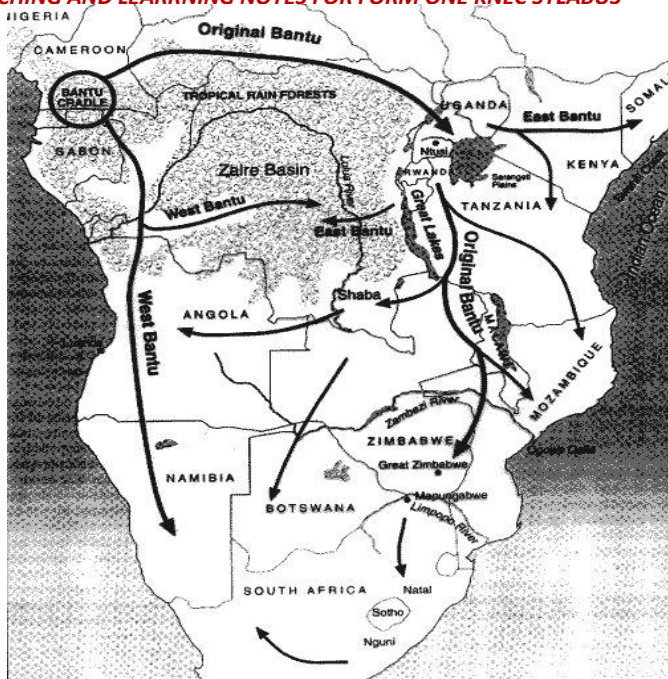 CHING AND LEARRNING NOTES FOR FORM ONE KNEC SYLABUS
NIGERIA
CAMEROON
Original Bantu
SOMAL
BANTU
CRADLE
TROPICAL RAIN FORESTS
UGANDA
East Bantu
GABON
Ntusi
KENYA
Zaire Basin
RWANDA
Serengeti
Plains
West Bantu
TANZANIA
East Bantu
Great Lakes
Indian Ocean
Original Bantu
Shaba
West Bantu
ANGOLA
MOZAMBIQUE
Zambezi River
ZIMBABWE
Great Zimbabwe
NAMIBIA
Mapungabwe
BOTSWANA
Limpopo River
SOUTH AFRICA
Natal
Sotho
Nguni